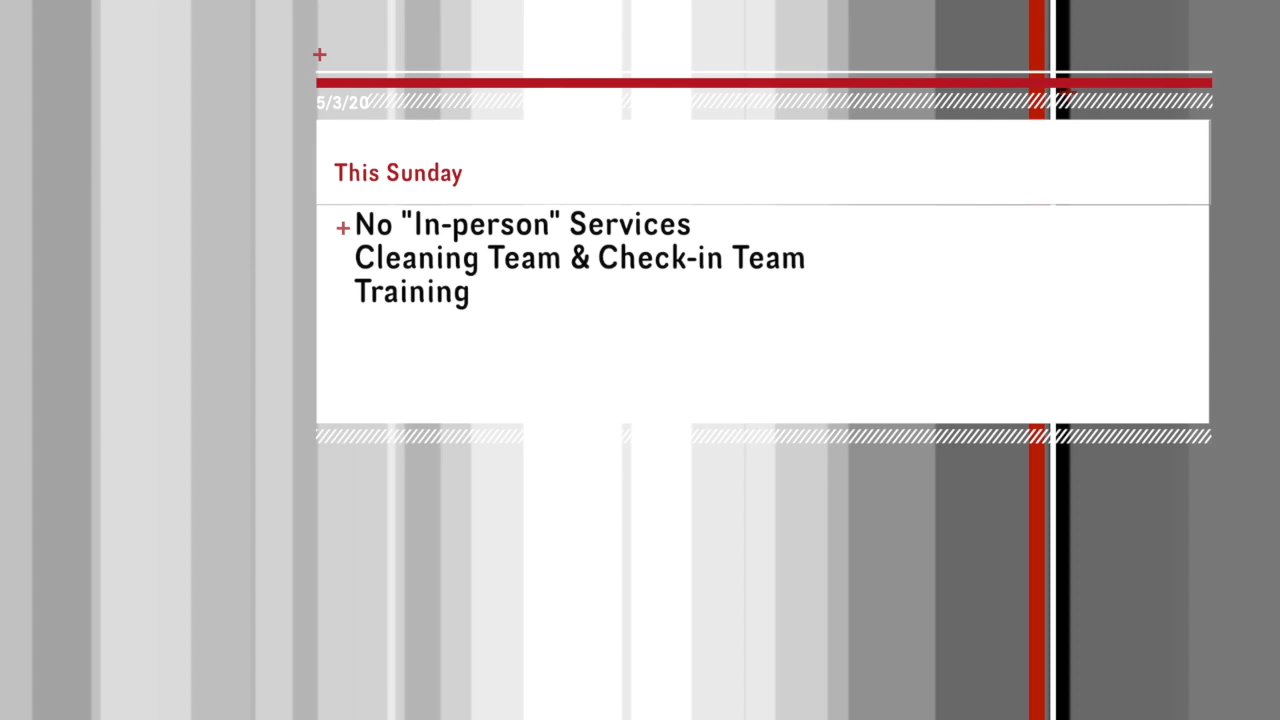 5/3/20
This Sunday
+ No "In-person" Services
Cleaning Team & Check-in Team
Training